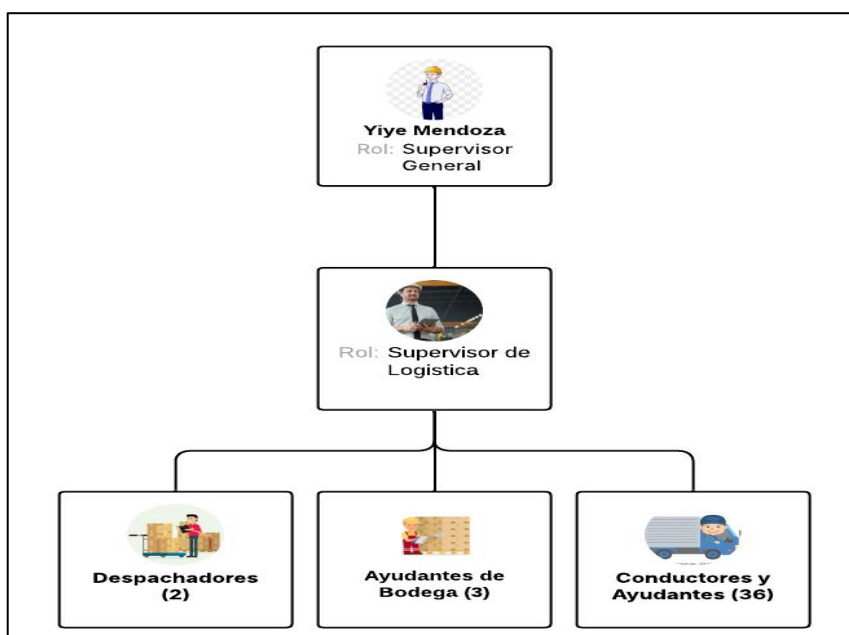 Yiye Mendoza
Rol: Supervisor
General
Rol: Supervisor de
Logistica
Despachadores
(2)
Ayudantes de
Bodega (3)
Conductores y
Ayudantes (36)